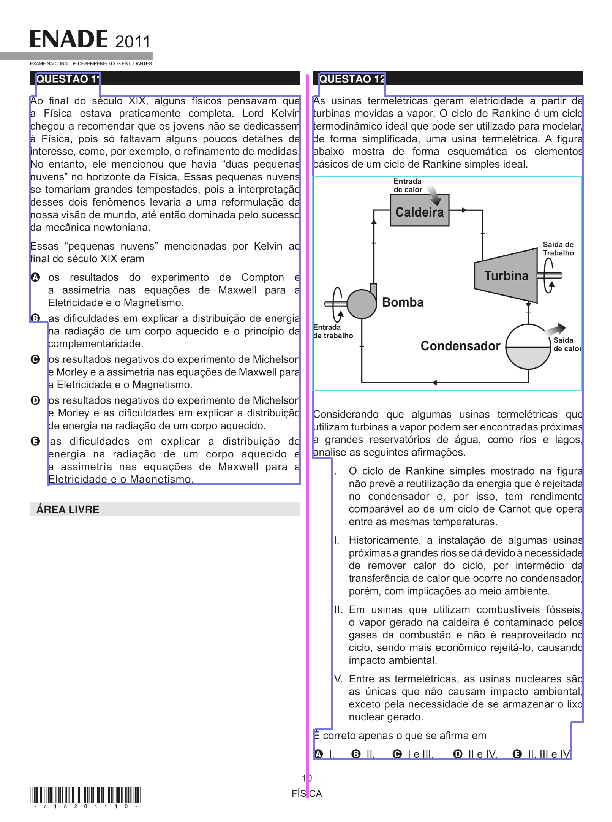 ENADE 2011
EXAME NACIONAL DE DESEMPENHO DOS ESTUDANTES
QUESTÃO 11
Ao final do século XIX, alguns físicos pensavam que
a Física estava praticamente completa. Lord Kelvin
chegou a recomendar que os jovens não se dedicassem
à Física, pois só faltavam alguns poucos detalhes de
interesse, como, por exemplo, o refinamento de medidas.
No entanto, ele mencionou que havia “duas pequenas
nuvens” no horizonte da Física. Essas pequenas nuvens
se tornariam grandes tempestados, pois a interpretação
desses dois fenômenos levaria a uma reformulação da
nossa visão de mundo, até então dominada pelo sucesso
da mecânica newtoniana.
Essas “pequenas nuvens” mencionadas por Kelvin ao
final do século XIX eram
A os resultados do experimento de Compton e
a assimetria nas equações de Maxwell para a
Eletricidade e o Magnetismo.
B as dificuldades em explicar a distribuição de energia
na radiação de um corpo aquecido e o princípio da
complementaridade.
C os resultados negativos do experimento de Michelson
e Morley e a assimetria nas equações de Maxwell para
a Eletricidade e o Magnetismo.
D os resultados negativos do experimento de Michelson
e Morley e as dificuldades em explicar a distribuição
de energia na radiação de um corpo aquecido.
E as dificuldades em explicar a distribuição de
energia na radiação de um corpo aquecido e
a assimetria nas equações de Maxwell para a
Eletricidade e o Magnetismo.
ÁREA LIVRE
QUESTÃO 12
As usinas termelétricas geram eletricidade a partir de
turbinas movidas a vapor. O ciclo de Rankine é um ciclo
termodinâmico ideal que pode ser utilizado para modelar,
de forma simplificada, uma usina termelétrica. A figura
abaixo mostra de forma esquemática os elementos
básicos de um ciclo de Rankine simples ideal.
Entrada
de calor
Caldeira
Saída de
Trabalho
Turbina
Bomba
Entrada
de trabalho
Condensador
Saída
de calor
Considerando que algumas usinas termelétricas que
utilizam turbinas a vapor podem ser encontradas próximas
a grandes reservatórios de água, como rios e lagos,
analise as seguintes afirmações.
I. O ciclo de Rankine simples mostrado na figura
não prevê a reutilização da energia que é rejeitada
no condensador e, por isso, tem rendimento
comparável ao de um ciclo de Carnot que opera
entre as mesmas temperaturas.
II. Historicamente, a instalação de algumas usinas
próximas a grandes rios se dá devido à necessidade
de remover calor do ciclo, por intermédio da
transferência de calor que ocorre no condensador,
porém, com implicações ao meio ambiente.
III. Em usinas que utilizam combustíveis fósseis,
o vapor gerado na caldeira é contaminado pelos
gases da combustão e não é reaproveitado no
ciclo, sendo mais econômico rejeitá-lo, causando
impacto ambiental.
IV. Entre as termelétricas, as usinas nucleares são
as únicas que não causam impacto ambiental,
exceto pela necessidade de se armazenar o lixo
nuclear gerado.
É correto apenas o que se afirma em
A I. B II. C I e III. D II e IV. E II, III e IV.
10
FÍSICA